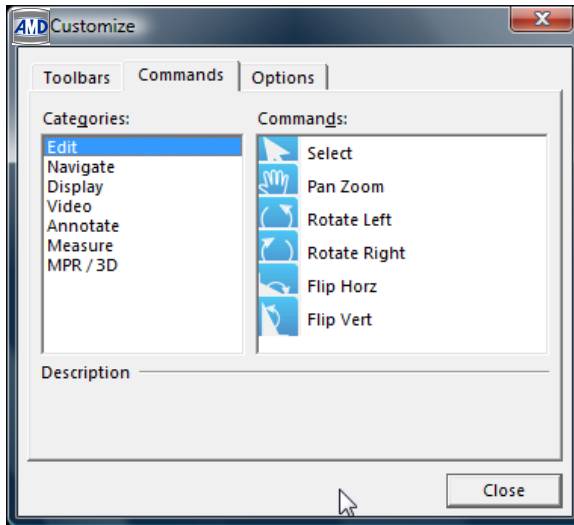 AMD Customize
Toolbars Commands Options
Categories: Commands:
Edit
Navigate
Display
Video
Annotate
Measure
MPR / 3D
Select
Pan Zoom
Rotate Left
Rotate Right
Flip Horz
Flip Vert
Description
Close